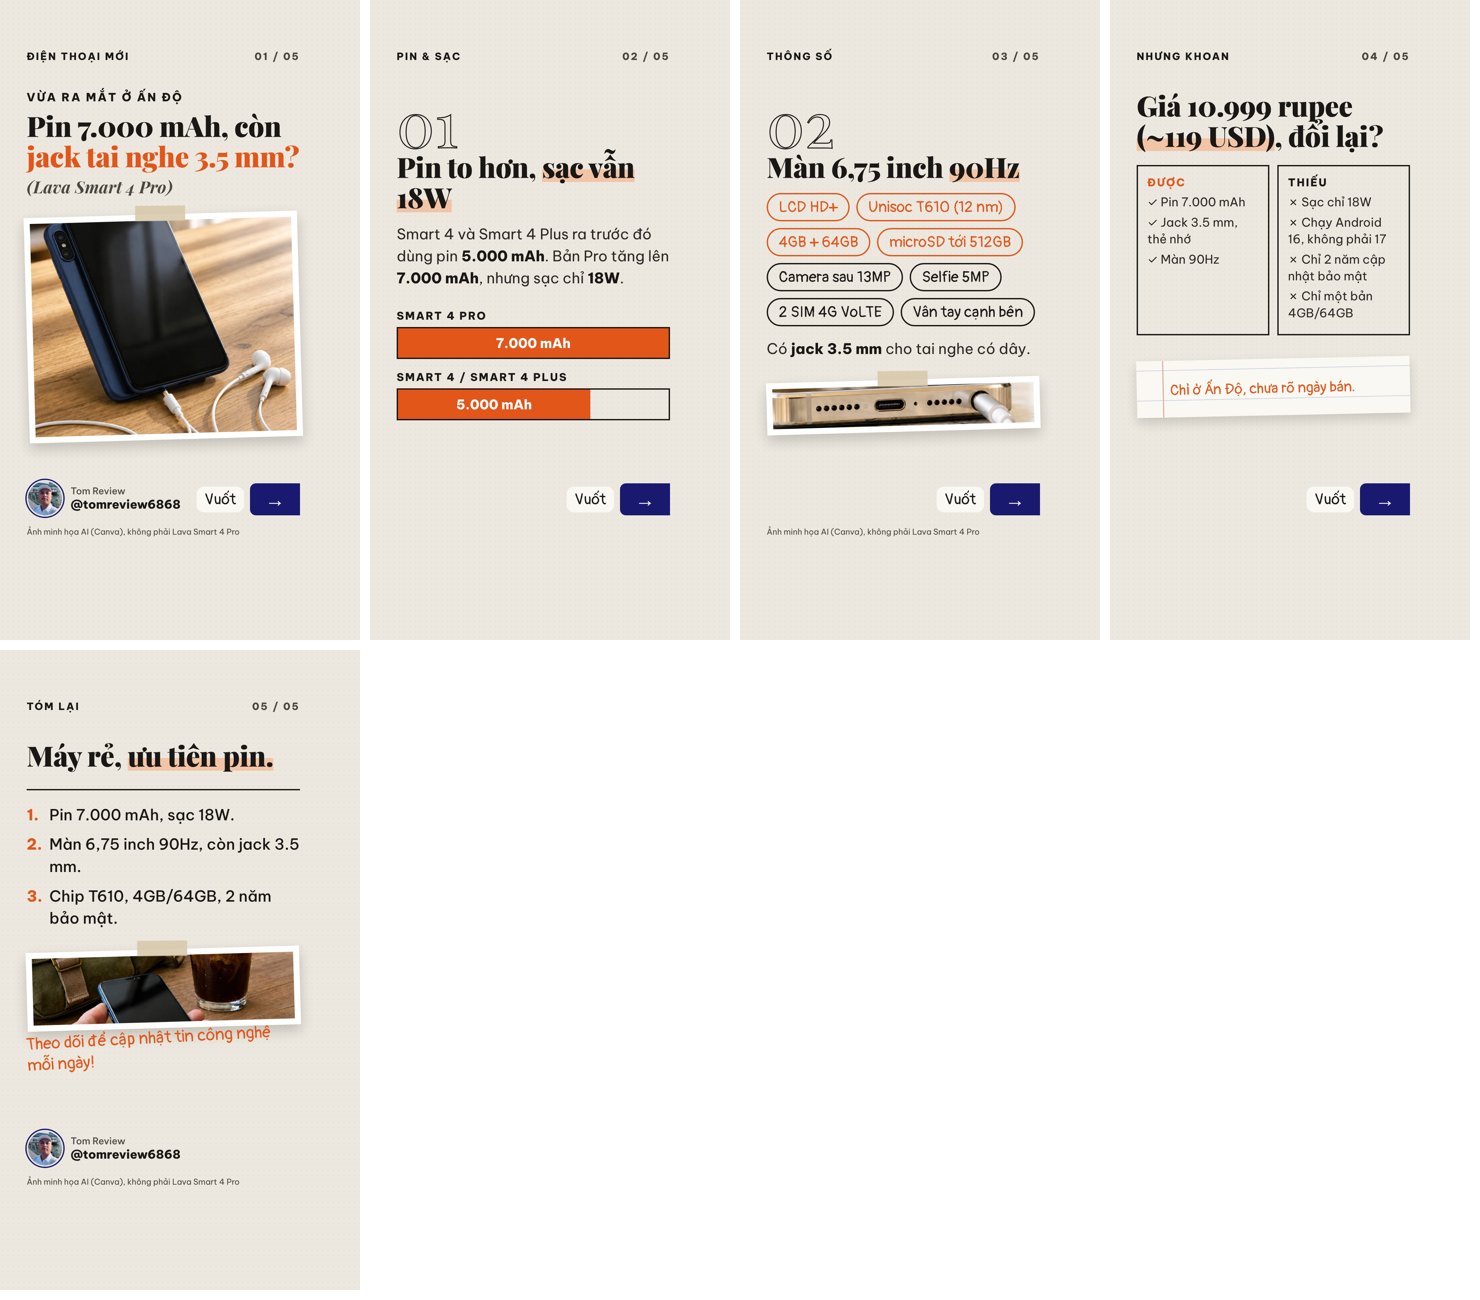 ĐIỆN THOẠI MỚI
01 / 05
VỪA RA MẮT Ở ẤN ĐỘ
Pin 7.000 mAh, còn
jack tai nghe 3.5 mm?
(Lava Smart 4 Pro)
Tom Review
@tomreview6868
Vuốt →
Ảnh minh họa AI (Canva), không phải Lava Smart 4 Pro
PIN & SẠC
02 / 05
01
Pin to hơn, sạc vẫn
18W
Smart 4 và Smart 4 Plus ra trước đó
dùng pin 5.000 mAh. Bản Pro tăng lên
7.000 mAh, nhưng sạc chỉ 18W.
SMART 4 PRO
7.000 mAh
SMART 4 / SMART 4 PLUS
5.000 mAh
Vuốt →
THÔNG SỐ
03 / 05
02
Màn 6,75 inch 90Hz
LCD HD+
Unisoc T610 (12 nm)
4GB + 64GB
microSD tới 512GB
Camera sau 13MP
Selfie 5MP
2 SIM 4G VoLTE
Vân tay cạnh bên
Có jack 3.5 mm cho tai nghe có dây.
Vuốt →
Ảnh minh họa AI (Canva), không phải Lava Smart 4 Pro
NHƯNG KHOAN
04 / 05
Giá 10.999 rupee
(~119 USD), đổi lại?
ĐƯỢC
✓ Pin 7.000 mAh
✓ Jack 3.5 mm,
thẻ nhớ
✓ Màn 90Hz
THIẾU
× Sạc chỉ 18W
× Chạy Android
16, không phải 17
× Chỉ 2 năm cập
nhật bảo mật
× Chỉ một bản
4GB/64GB
Chỉ ở Ấn Độ, chưa rõ ngày bán.
Vuốt →
TÓM LẠI
05 / 05
Máy rẻ, ưu tiên pin.
1. Pin 7.000 mAh, sạc 18W.
2. Màn 6,75 inch 90Hz, còn jack 3.5
mm.
3. Chip T610, 4GB/64GB, 2 năm
bảo mật.
Theo dõi để cập nhật tin công nghệ
mỗi ngày!
Tom Review
@tomreview6868
Ảnh minh họa AI (Canva), không phải Lava Smart 4 Pro